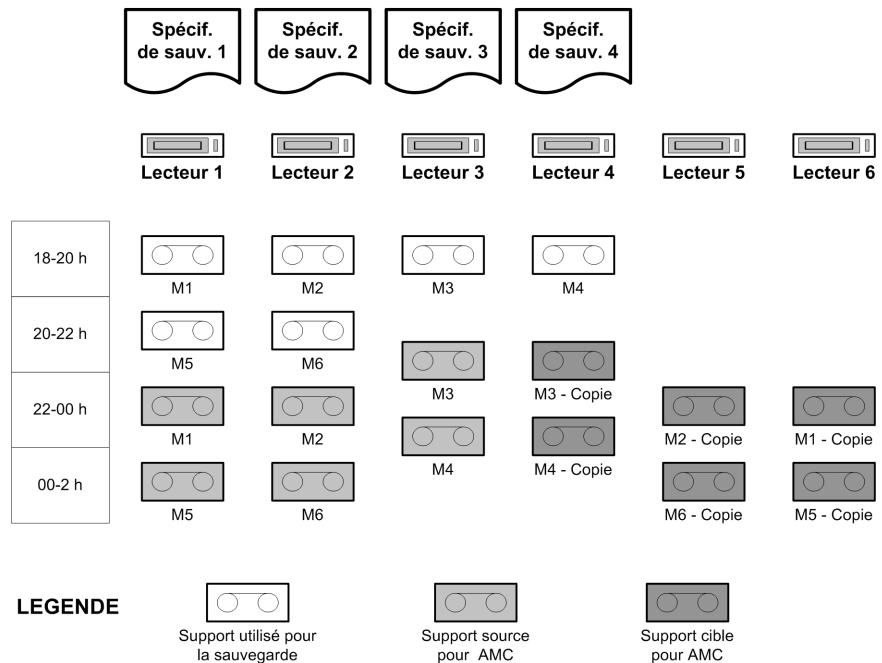 Spécif.
de sauv. 1
Spécif.
de sauv. 2
Spécif.
de sauv. 3
Spécif.
de sauv. 4
Lecteur 1
Lecteur 2
Lecteur 3
Lecteur 4
Lecteur 5
Lecteur 6
18-20 h
M1
M2
M3
M4
20-22 h
M5
M6
M3
M3 - Copie
22-00 h
M1
M2
M2 - Copie
M1 - Copie
M4
M4 - Copie
00-2 h
M5
M6
M6 - Copie
M5 - Copie
LEGENDE
Support utilisé pour
la sauvegarde
Support source
pour AMC
Support cible
pour AMC